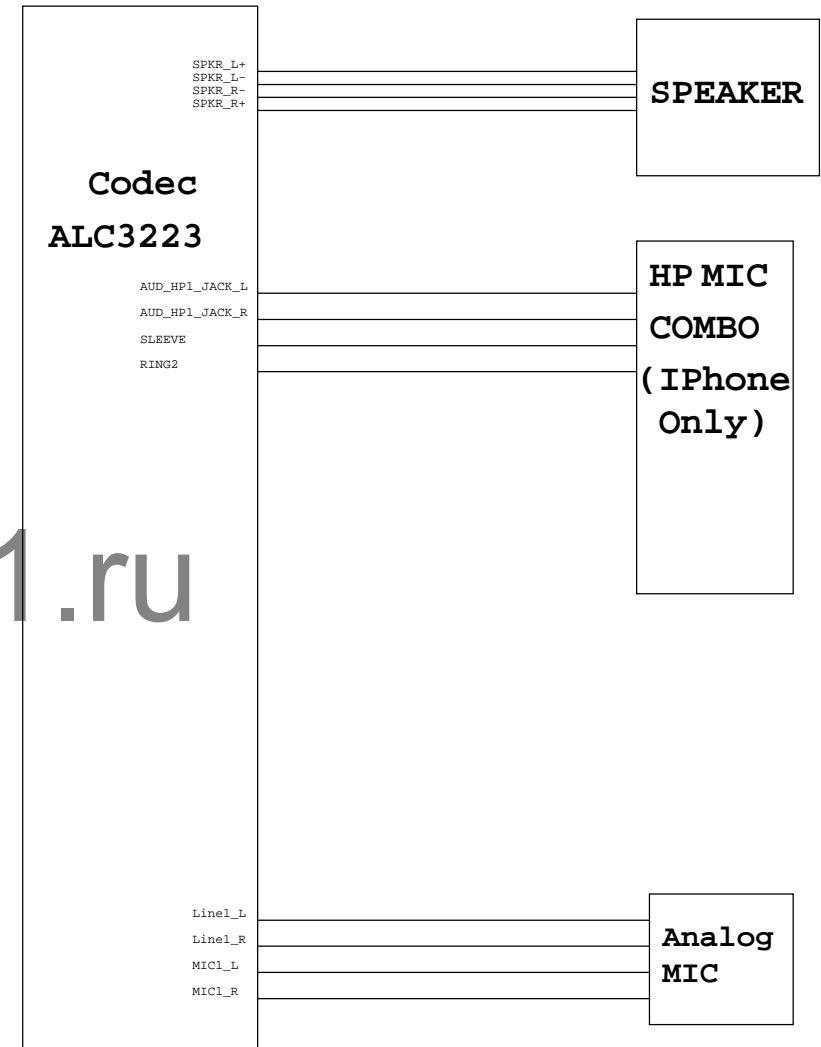 SPKR_L+
SPKR_L-
SPKR_R-
SPKR_R+
SPEAKER
Codec
ALC3223
AUD_HP1_JACK_L
AUD_HP1_JACK_R
SLEEVE
RING2
HP MIC
COMBO
(IPhone
Only)
1.ru
Line1_L
Line1_R
MIC1_L
MIC1_R
Analog
MIC